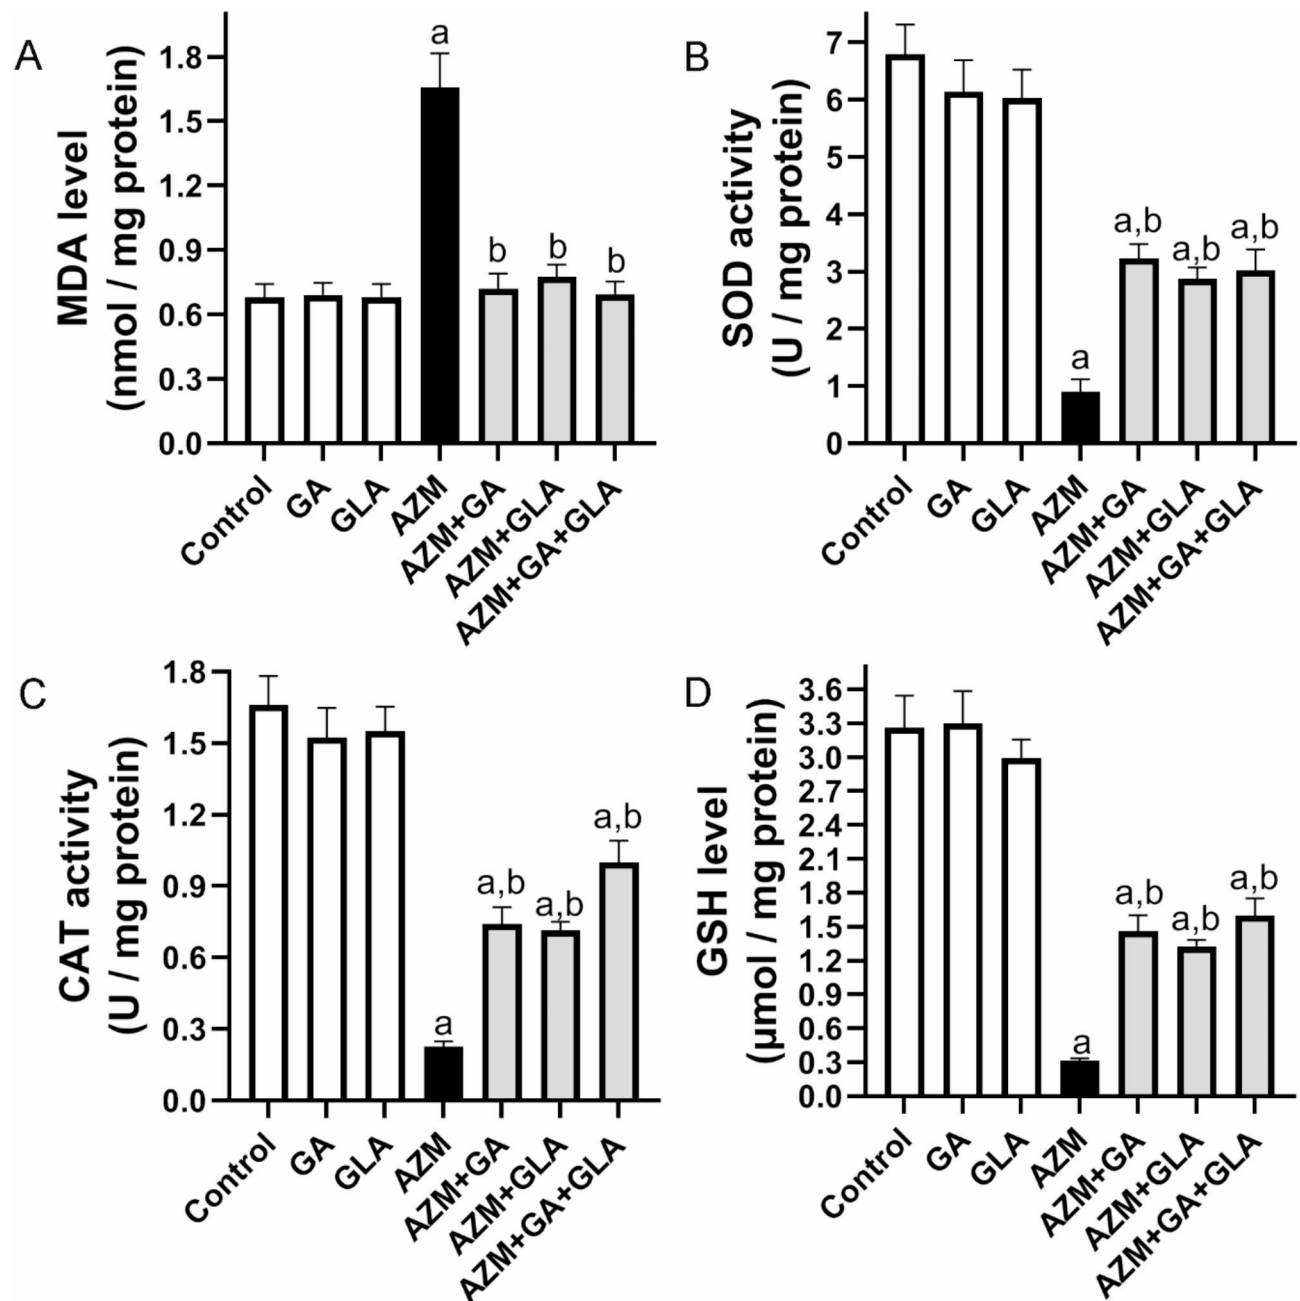 A
MDA level
(nmol / mg protein)
1.8
1.5
1.2
0.9
0.6
0.3
0.0
a
b
b
b
Control
GA
GLA
AZM
AZM+GA
AZM+GLA
AZM+GA+GLA
B
SOD activity
(U / mg protein)
7
6
5
4
3
2
1
0
a
a,b
a,b
a,b
Control
GA
GLA
AZM
AZM+GA
AZM+GLA
AZM+GA+GLA
C
CAT activity
(U / mg protein)
1.8
1.5
1.2
0.9
0.6
0.3
0.0
a
a,b
a,b
a,b
Control
GA
GLA
AZM
AZM+GA
AZM+GLA
AZM+GA+GLA
D
GSH level
(µmol / mg protein)
3.6
3.3
3.0
2.7
2.4
2.1
1.8
1.5
1.2
0.9
0.6
0.3
0.0
a
a,b
a,b
a,b
Control
GA
GLA
AZM
AZM+GA
AZM+GLA
AZM+GA+GLA